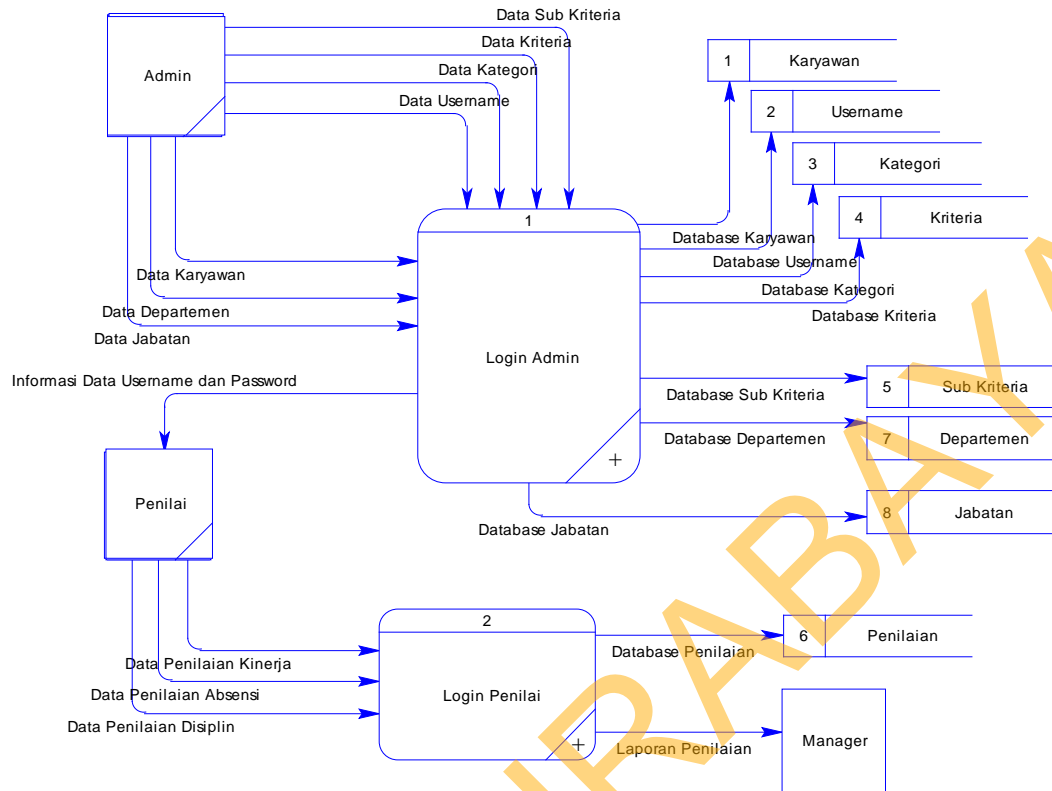 Data Sub Kriteria
Data Kriteria
Data Kategori
Data Username
Admin
1 Karyawan
2 Username
3 Kategori
4 Kriteria
1
Database Karyawan
Database Username
Database Kategori
Database Kriteria
Data Karyawan
Data Departemen
Data Jabatan
Login Admin
Informasi Data Username dan Password
5 Sub Kriteria
Database Sub Kriteria
7 Departemen
Database Departemen
+
Penilai
8 Jabatan
Database Jabatan
2
6 Penilaian
Database Penilaian
Data Penilaian Kinerja
Data Penilaian Absensi
Data Penilaian Disiplin
Login Penilai
+
Laporan Penilaian
Manager